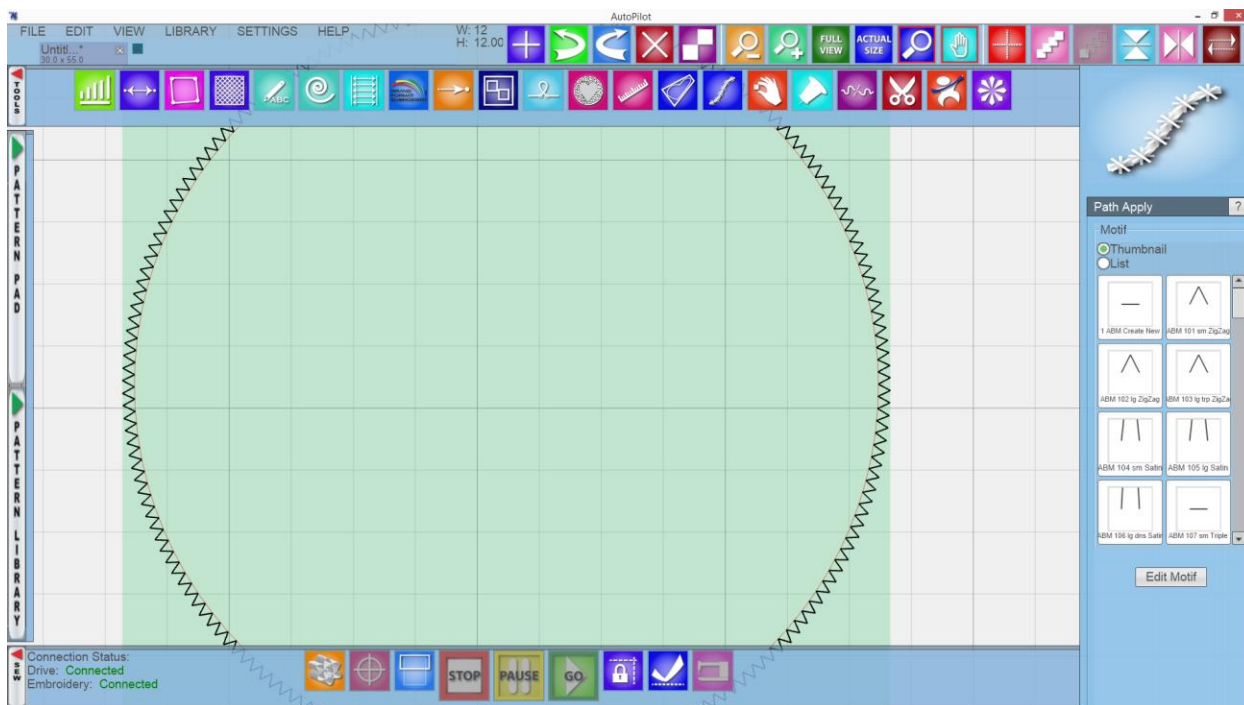 AutoPilot
FILE EDIT VIEW LIBRARY SETTINGS HELP
W: 12
H: 12.00
Untitl...*
30.0 x 55.0
FULL VIEW
ACTUAL SIZE
TOOLS
ABC
PATTERN PAD
PATTERN LIBRARY
Path Apply ?
Motif
Thumbnail
List
1 ABM Create New
ABM 101 sm ZigZag
ABM 102 lg ZigZag
ABM 103 lg trp ZigZa
ABM 104 sm Satin
ABM 105 lg Satin
ABM 106 lg dns Satin
ABM 107 sm Triple
Edit Motif
SEW
Connection Status:
Drive: Connected
Embroidery: Connected
STOP
PAUSE
GO